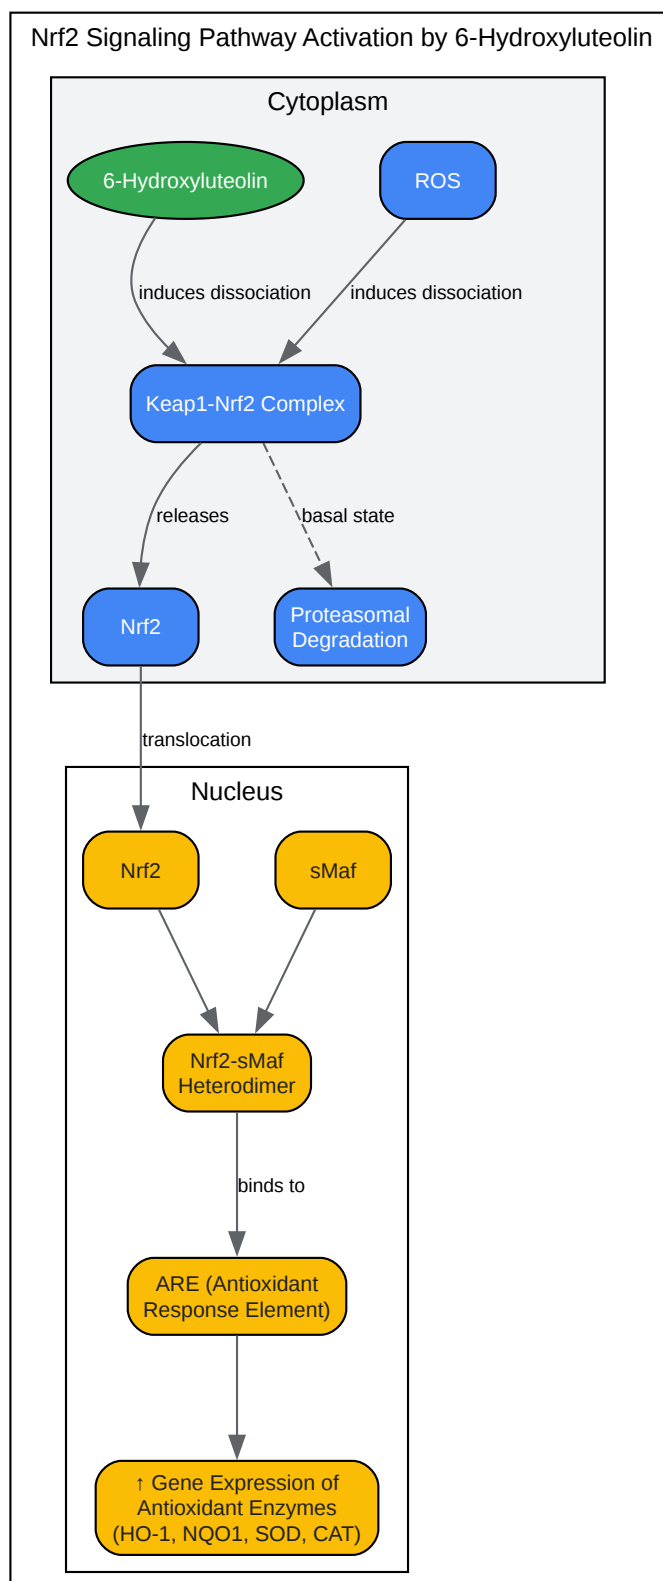 Nrf2 Signaling Pathway Activation by 6-Hydroxyluteolin
Cytoplasm
6-Hydroxyluteolin
ROS
induces dissociation
induces dissociation
Keap1-Nrf2 Complex
releases
basal state
Nrf2
Proteasomal
Degradation
translocation
Nucleus
Nrf2
sMaf
Nrf2-sMaf
Heterodimer
binds to
ARE (Antioxidant
Response Element)
↑ Gene Expression of
Antioxidant Enzymes
(HO-1, NQO1, SOD, CAT)